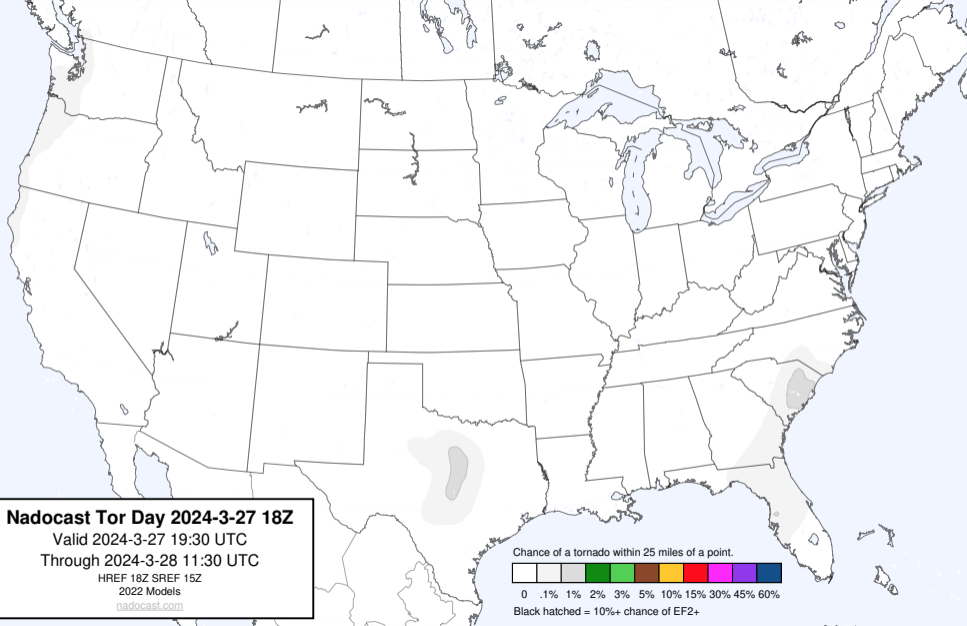 Nadocast Tor Day 2024-3-27 18Z
Valid 2024-3-27 19:30 UTC
Through 2024-3-28 11:30 UTC
HREF 18Z SREF 15Z
2022 Models
nadocast.com
Chance of a tornado within 25 miles of a point.
0 .1% 1% 2% 3% 5% 10% 15% 30% 45% 60%
Black hatched = 10%+ chance of EF2+